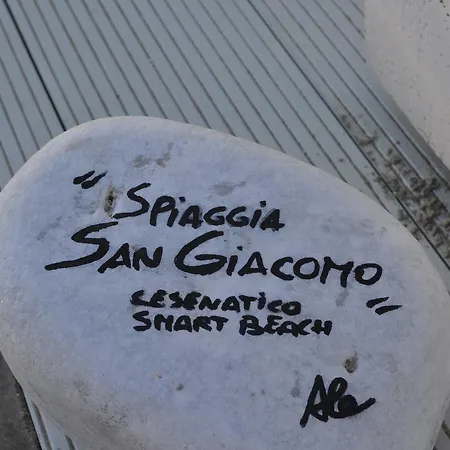 "SPiAGGiA
SAN GiACOMO"
CESENATICO
SMART BEACH
Ale